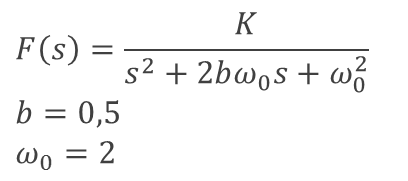 F(s) = K / (s² + 2bω₀s + ω₀²)
b = 0,5
ω₀ = 2